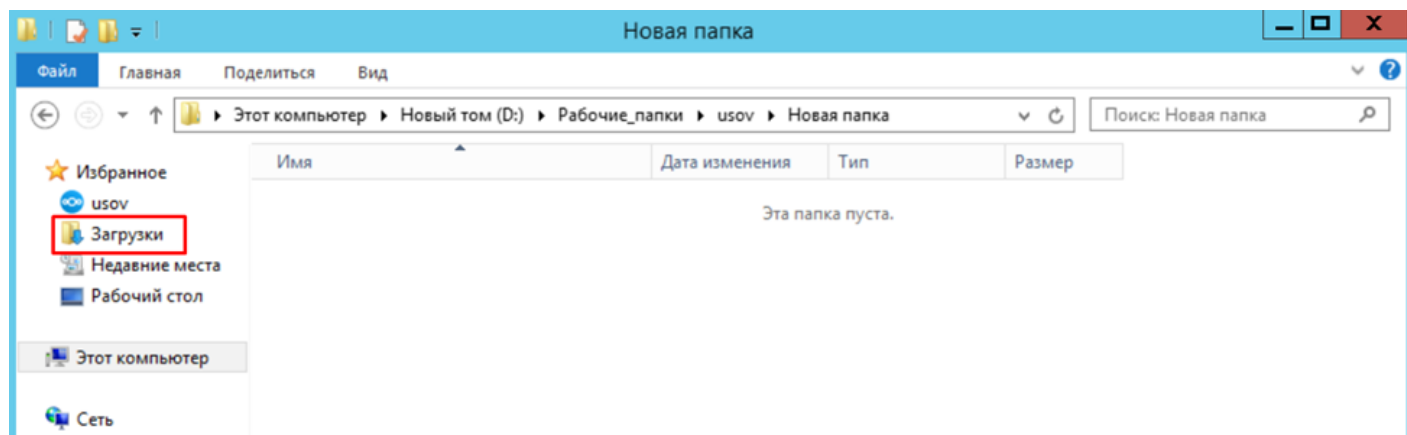 Новая папка
Файл Главная Поделиться Вид
Этот компьютер Новый том (D:) Рабочие_папки usov Новая папка Поиск: Новая папка
Имя Дата изменения Тип Размер
Эта папка пуста.
Избранное
usov
Загрузки
Недавние места
Рабочий стол
Этот компьютер
Сеть